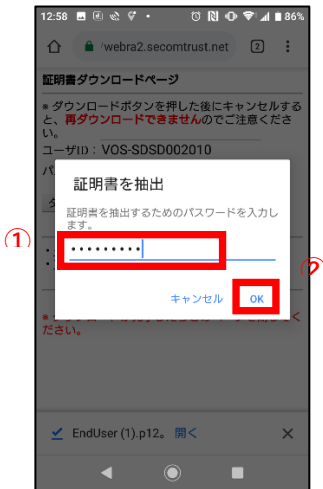 12:58
86%
webra2.secomtrust.net
2
証明書ダウンロードページ
* ダウンロードボタンを押した後にキャンセルする
と、再ダウンロードできませんのでご注意くださ
い。
ユーザID： VOS-SDSD002010
パ
証明書を抽出
証明書を抽出するためのパスワードを入力し
ます。
①
•••••••••
②
キャンセル
OK
ださい。
EndUser (1).p12。 開く